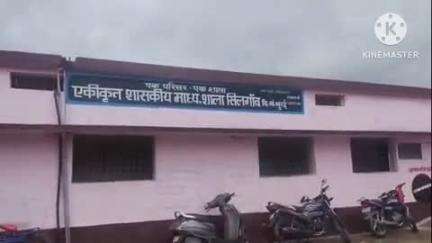 एक परिसर - एक शाला
एकीकृत शासकीय माध्य. शाला सिलगाँव
KINEMASTER